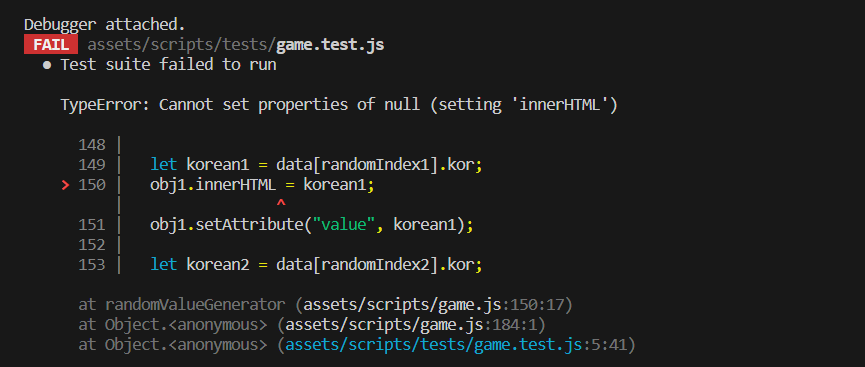 Debugger attached.
FAIL assets/scripts/tests/game.test.js
● Test suite failed to run
TypeError: Cannot set properties of null (setting 'innerHTML')
148 |
149 | let korean1 = data[randomIndex1].kor;
> 150 | obj1.innerHTML = korean1;
| ^
151 | obj1.setAttribute("value", korean1);
152 |
153 | let korean2 = data[randomIndex2].kor;
at randomValueGenerator (assets/scripts/game.js:150:17)
at Object.<anonymous> (assets/scripts/game.js:184:1)
at Object.<anonymous> (assets/scripts/tests/game.test.js:5:41)